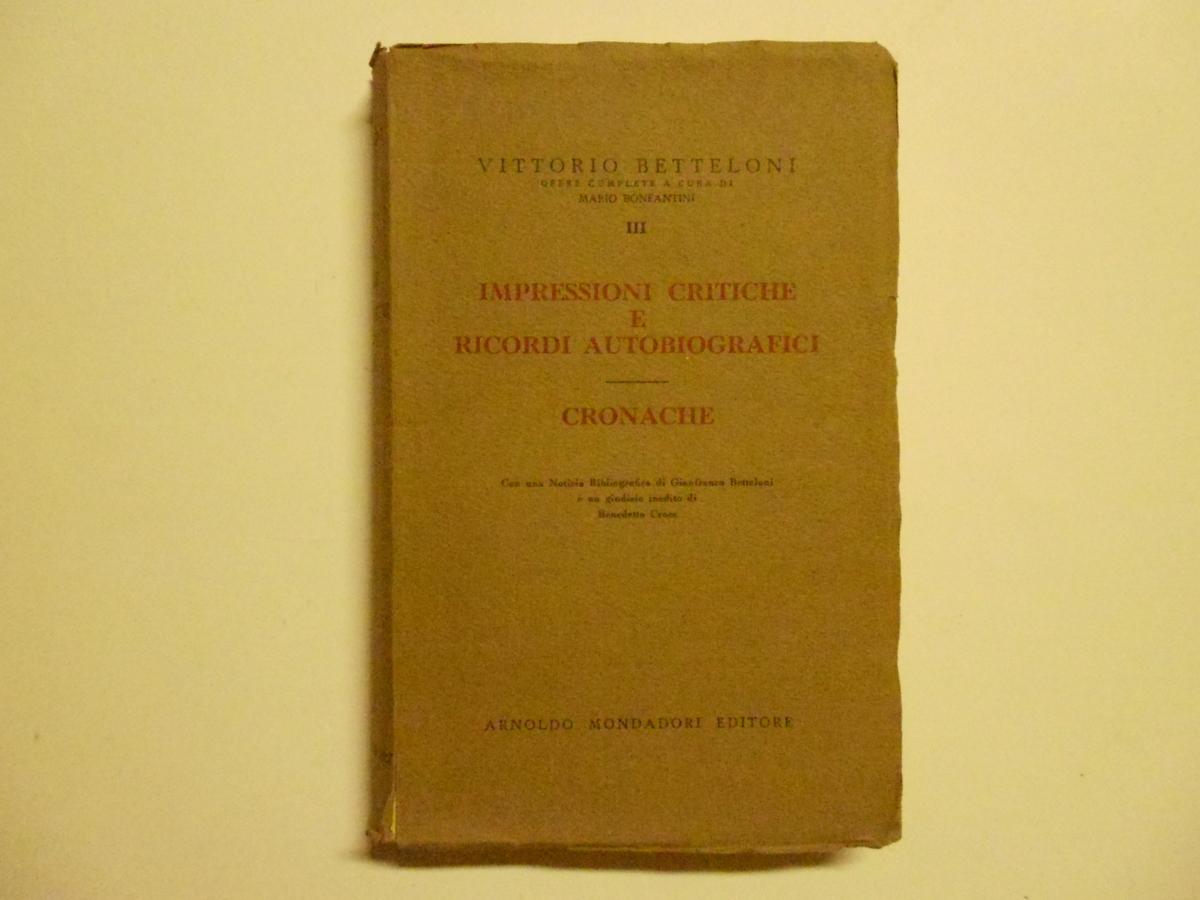 VITTORIO BETTELONI
OPERE COMPLETE A CURA DI
MARIO BONFANTINI
III
IMPRESSIONI CRITICHE
E
RICORDI AUTOBIOGRAFICI
CRONACHE
Con una Notizia Bibliografica di Gianfranco Betteloni
e un giudizio inedito di
Benedetto Croce
ARNOLDO MONDADORI EDITORE